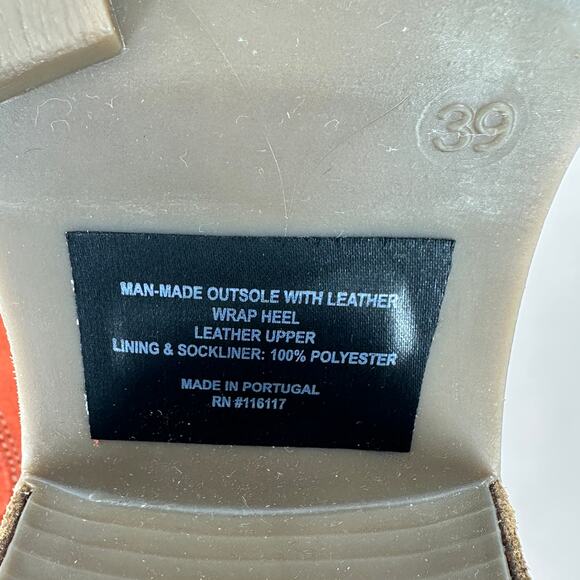 39
MAN-MADE OUTSOLE WITH LEATHER
WRAP HEEL
LEATHER UPPER
LINING & SOCKLINER: 100% POLYESTER
MADE IN PORTUGAL
RN #116117